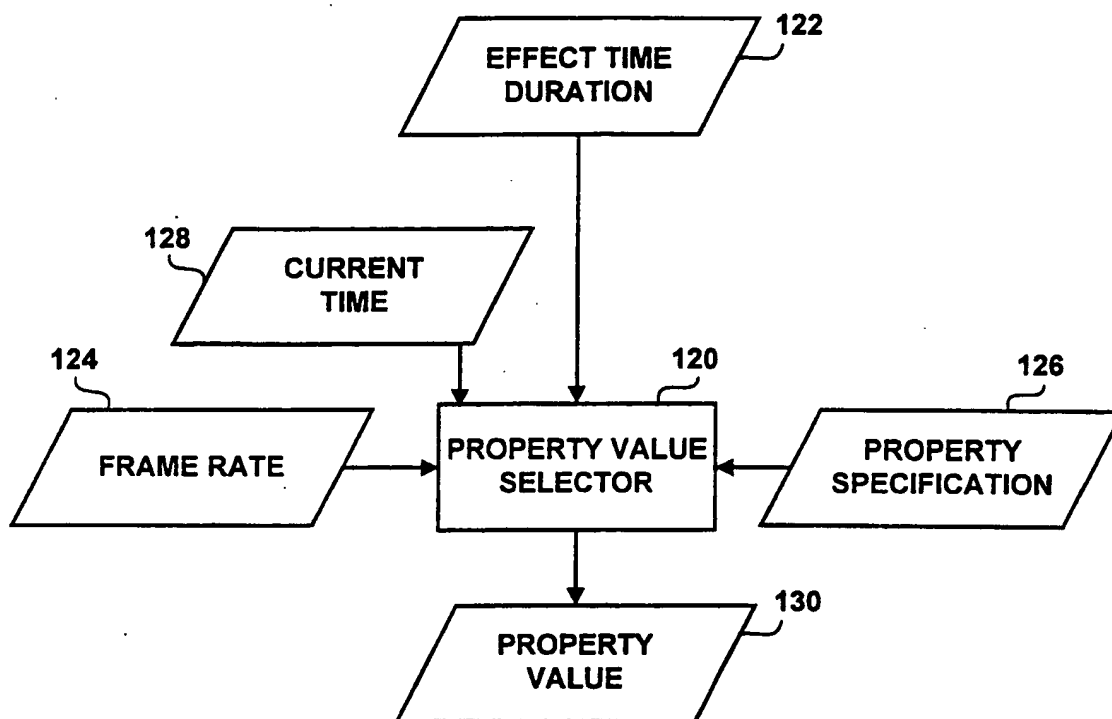 122
EFFECT TIME
DURATION
128
CURRENT
TIME
124
FRAME RATE
120
PROPERTY VALUE
SELECTOR
126
PROPERTY
SPECIFICATION
130
PROPERTY
VALUE